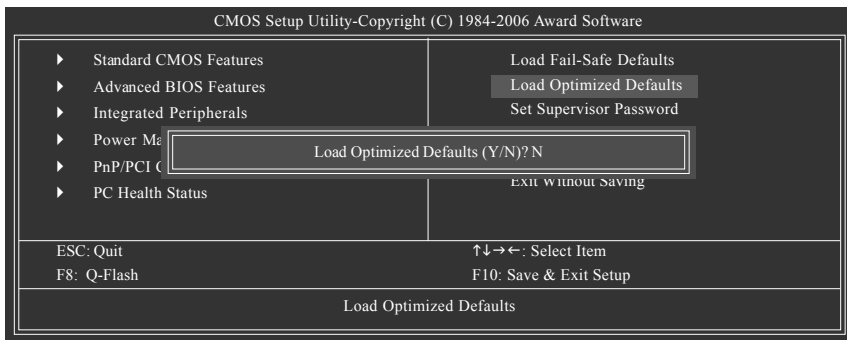 CMOS Setup Utility-Copyright (C) 1984-2006 Award Software
Standard CMOS Features
Advanced BIOS Features
Integrated Peripherals
Power Ma
PnP/PCI
PC Health Status
Load Fail-Safe Defaults
Load Optimized Defaults
Set Supervisor Password
Exit Without Saving
Load Optimized Defaults (Y/N)? N
ESC: Quit
↑↓→←: Select Item
F8: Q-Flash
F10: Save & Exit Setup
Load Optimized Defaults